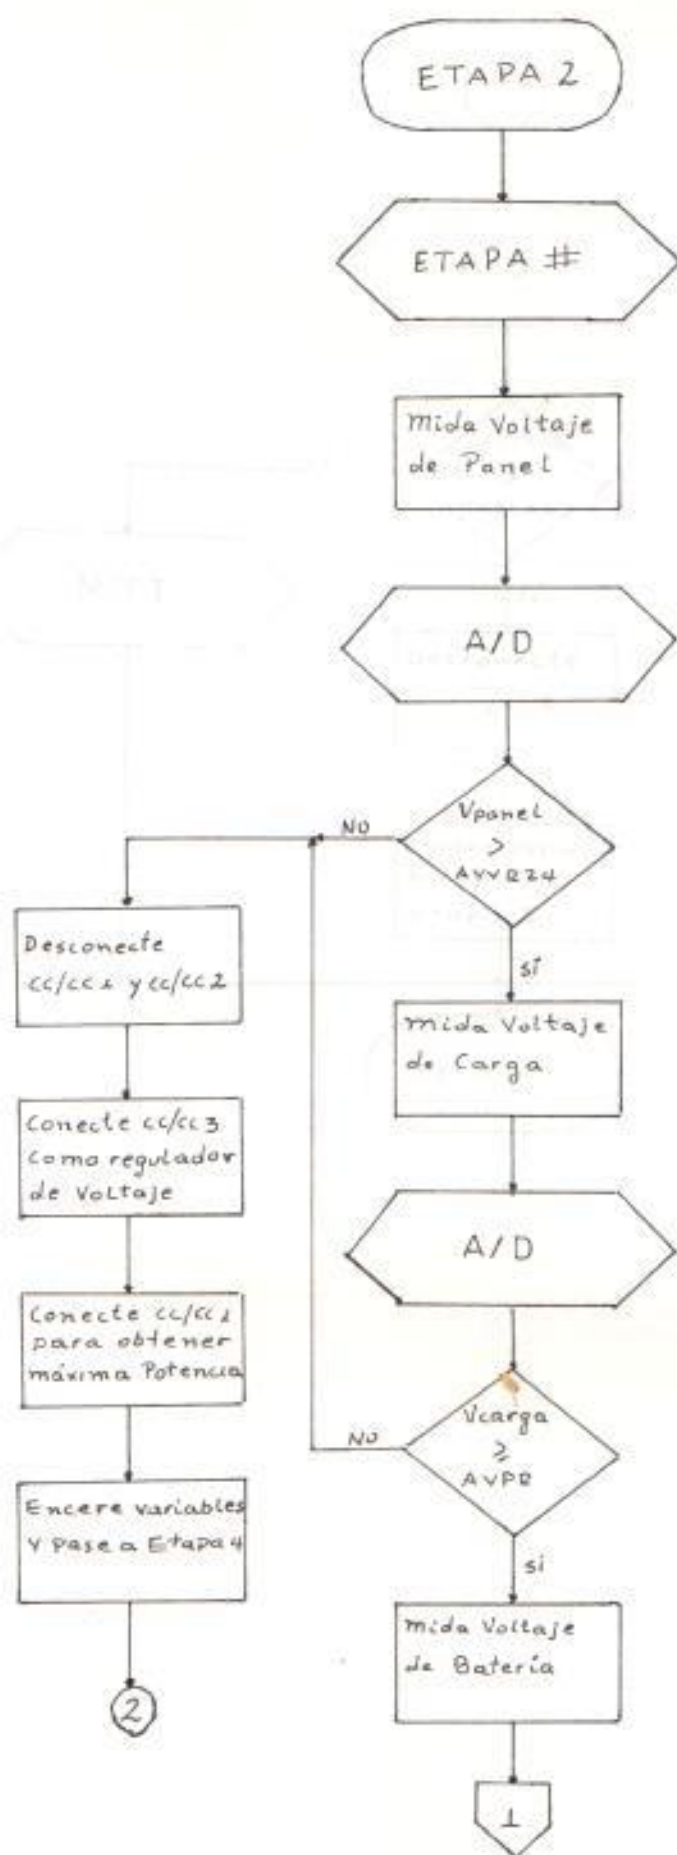 ETAPA 2
ETAPA #
Mida Voltaje
de Panel
A/D
Vpanel
>
NO
SÍ
Desconecte
cc/cc1 y cc/cc2
Mida Voltaje
de Carga
Conecte cc/cc3
Como regulador
de Voltaje
A/D
Conecte cc/cc1
para obtener
máxima Potencia
Vcarga
≥
NO
SÍ
Encere variables
Y pase a Etapa 4
Mida Voltaje
de Batería
2
1